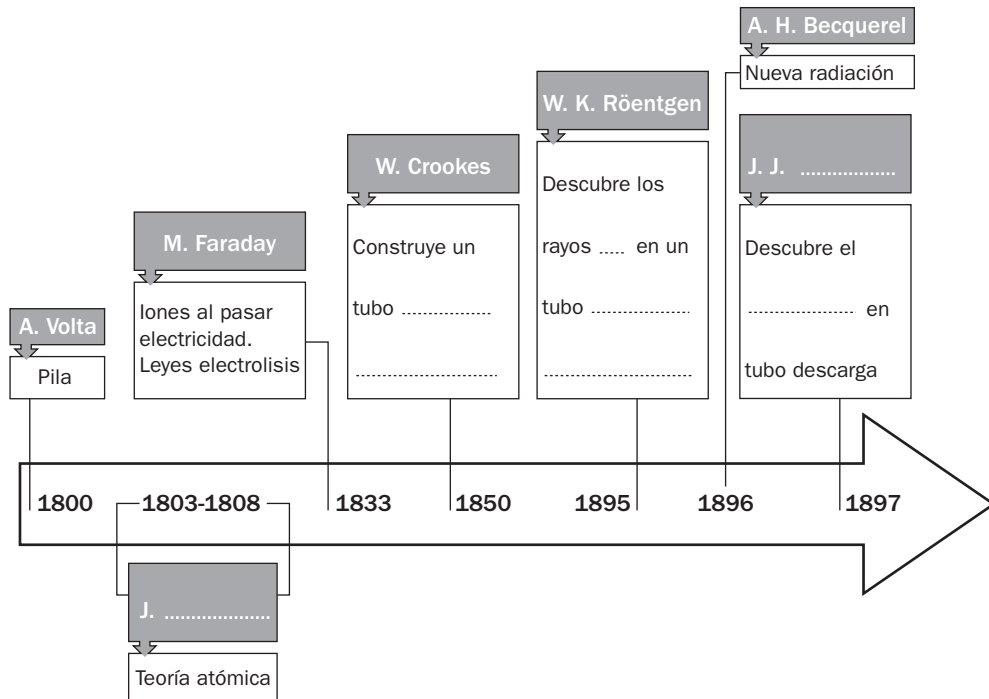 A. H. Becquerel
Nueva radiación
W. K. Röentgen
Descubre los
rayos ..... en un
tubo ....................
W. Crookes
Construye un
tubo ..................
............................
J. J. ..................
Descubre el
..................... en
tubo descarga
M. Faraday
Iones al pasar
electricidad.
Leyes electrolisis
A. Volta
Pila
1800
1803-1808
1833
1850
1895
1896
1897
J. .....................
Teoría atómica